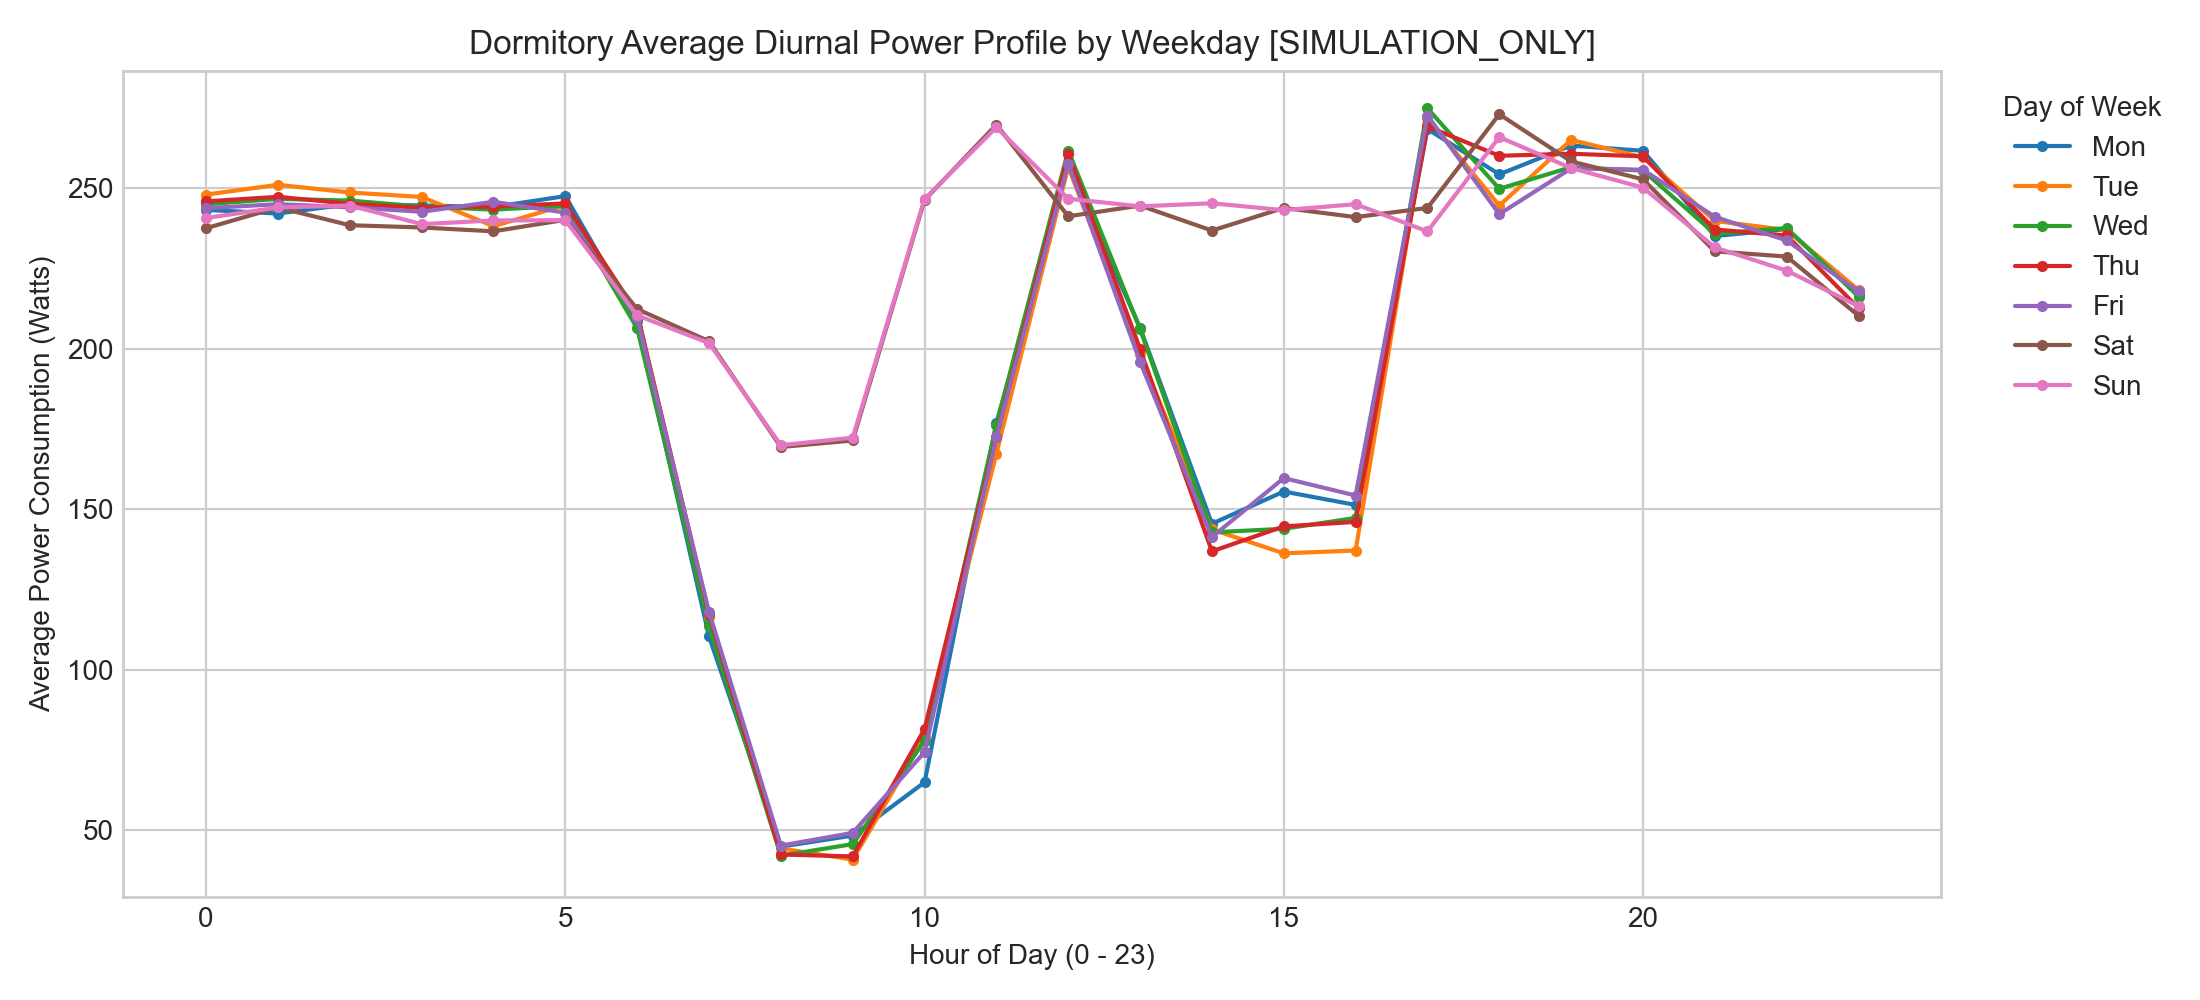 Dormitory Average Diurnal Power Profile by Weekday [SIMULATION_ONLY]
Average Power Consumption (Watts)
250
200
150
100
50
0
5
10
15
20
Hour of Day (0 - 23)
Day of Week
Mon
Tue
Wed
Thu
Fri
Sat
Sun